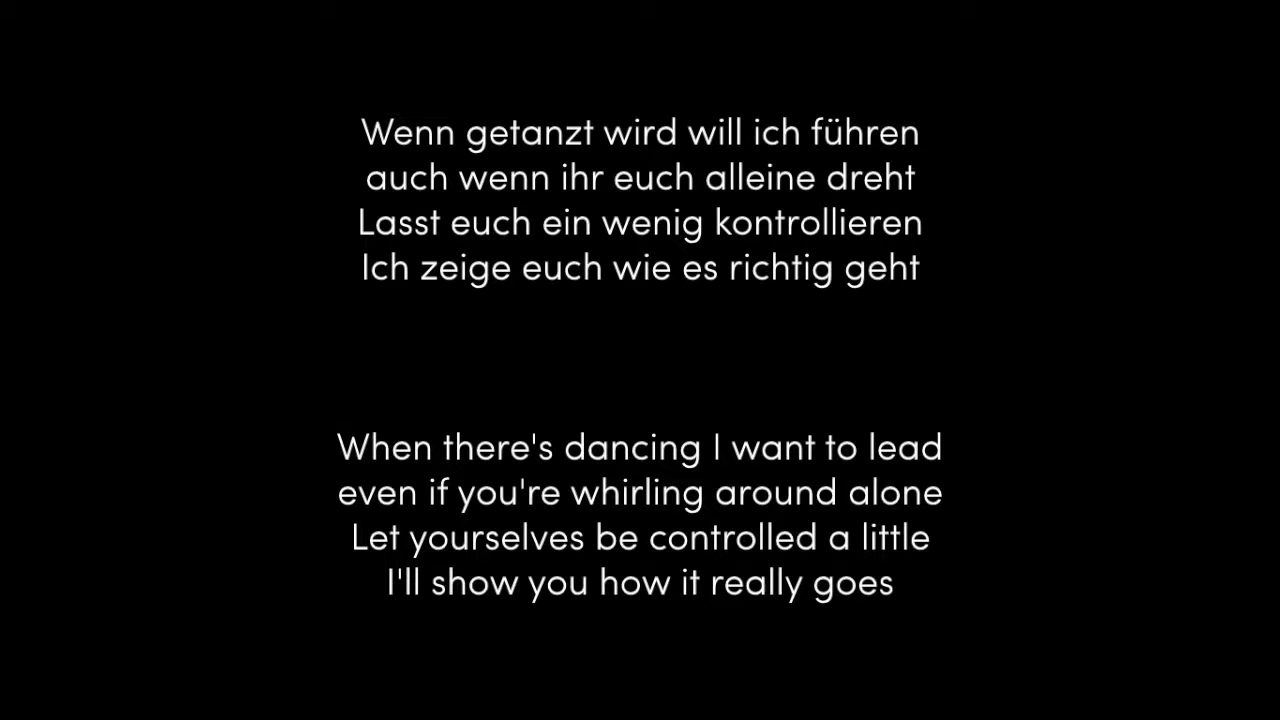 Wenn getanzt wird will ich führen
auch wenn ihr euch alleine dreht
Lasst euch ein wenig kontrollieren
Ich zeige euch wie es richtig geht
When there's dancing I want to lead
even if you're whirling around alone
Let yourselves be controlled a little
I'll show you how it really goes